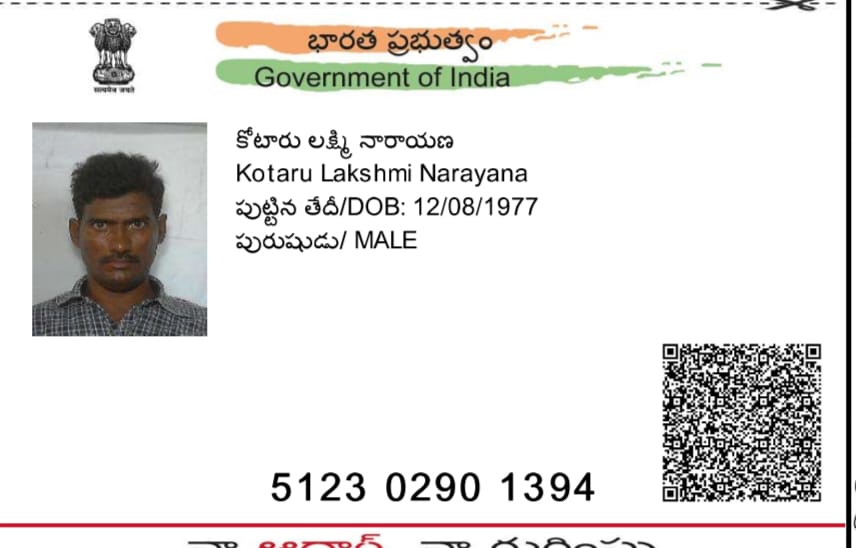 భారత ప్రభుత్వం
Government of India
सत्यमेव जयते
కోటారు లక్ష్మి నారాయణ
Kotaru Lakshmi Narayana
పుట్టిన తేదీ/DOB: 12/08/1977
పురుషుడు/ MALE
5123 0290 1394